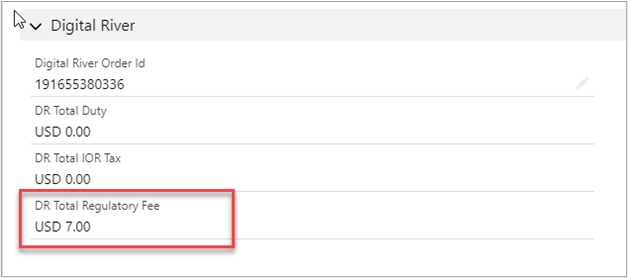 Digital River
Digital River Order Id
191655380336
DR Total Duty
USD 0.00
DR Total IOR Tax
USD 0.00
DR Total Regulatory Fee
USD 7.00